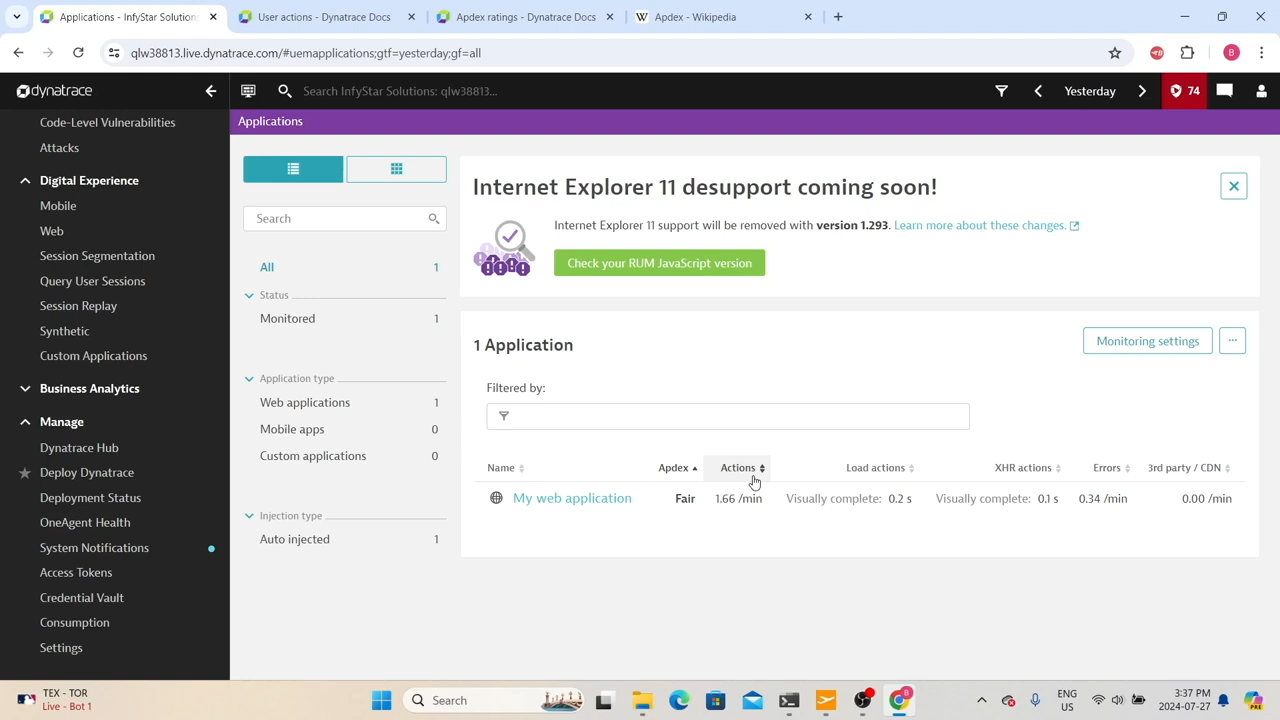 Applications - InfyStar Solution
User actions - Dynatrace Docs
Apdex ratings - Dynatrace Docs
W Apdex - Wikipedia
qlw38813.live.dynatrace.com/#uemapplications;gtf=yesterday;gf=all
B
dynatrace
Search InfyStar Solutions: qlw38813...
Yesterday
74
Code-Level Vulnerabilities
Attacks
Digital Experience
Mobile
Web
Session Segmentation
Query User Sessions
Session Replay
Synthetic
Custom Applications
Business Analytics
Manage
Dynatrace Hub
Deploy Dynatrace
Deployment Status
OneAgent Health
System Notifications
Access Tokens
Credential Vault
Consumption
Settings
Applications
Search
All 1
Status
Monitored 1
Application type
Web applications 1
Mobile apps 0
Custom applications 0
Injection type
Auto injected 1
Internet Explorer 11 desupport coming soon!
Internet Explorer 11 support will be removed with version 1.293. Learn more about these changes.
Check your RUM JavaScript version
1 Application
Monitoring settings
...
Filtered by:
Name Apdex Actions Load actions XHR actions Errors 3rd party / CDN
My web application Fair 1.66 /min Visually complete: 0.2 s Visually complete: 0.1 s 0.34 /min 0.00 /min
TEX - TOR
Live - Bot 1
Search
ENG
US
3:37 PM
2024-07-27